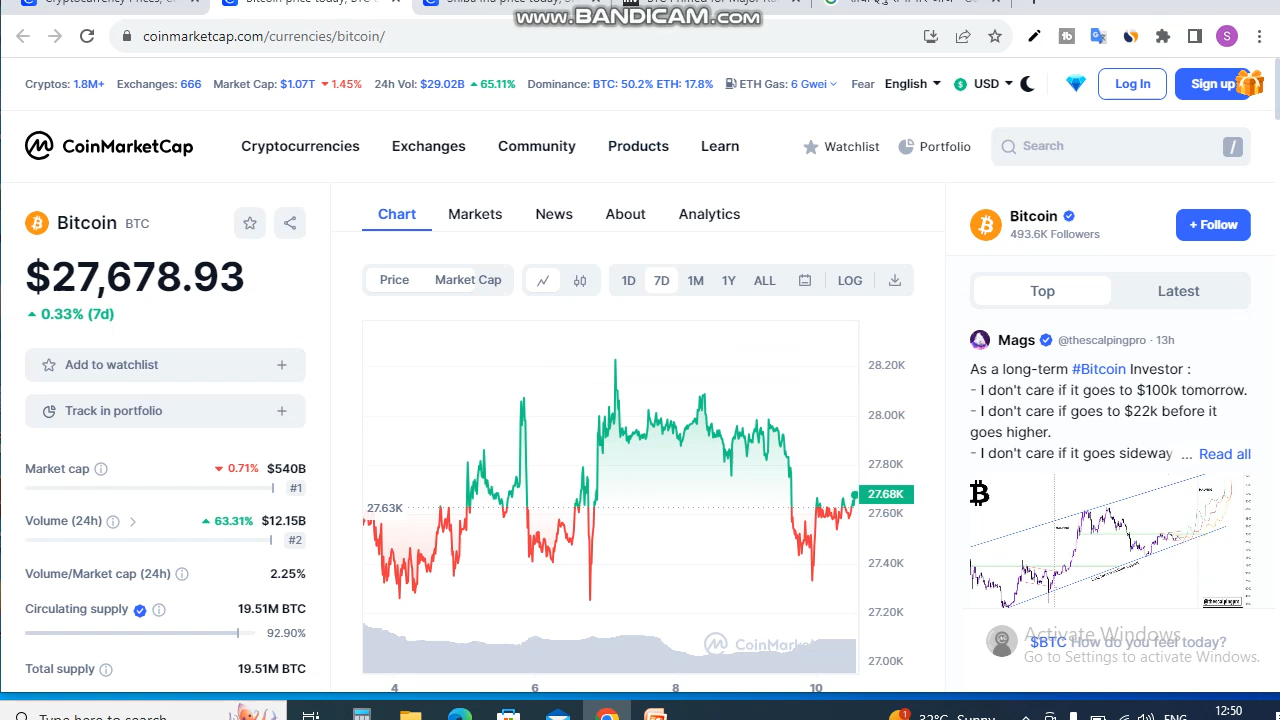 Bitcoin price today,
Shiba Inu price today,
www.BANDICAM.com
coinmarketcap.com/currencies/bitcoin/
S
Cryptos: 1.8M+ Exchanges: 666 Market Cap: $1.07T 1.45% 24h Vol: $29.02B 65.11% Dominance: BTC: 50.2% ETH: 17.8% ETH Gas: 6 Gwei Fear English USD Log In Sign up
CoinMarketCap Cryptocurrencies Exchanges Community Products Learn Watchlist Portfolio Search /
Bitcoin BTC
$27,678.93
0.33% (7d)
Add to watchlist +
Track in portfolio +
Market cap 0.71% $540B
#1
Volume (24h) 63.31% $12.15B
#2
Volume/Market cap (24h) 2.25%
Circulating supply 19.51M BTC
92.90%
Total supply 19.51M BTC
Chart Markets News About Analytics
Price Market Cap 1D 7D 1M 1Y ALL LOG
28.20K
28.00K
27.80K
27.68K
27.63K
27.60K
27.40K
27.20K
27.00K
CoinMarket
4 6 8 10
Bitcoin
493.6K Followers
+ Follow
Top Latest
Mags @thescalpingpro · 13h
As a long-term #Bitcoin Investor :
- I don't care if it goes to $100k tomorrow.
- I don't care if goes to $22k before it
goes higher.
- I don't care if it goes sideway ... Read all
@thescalpingpro
$BTC How do you feel today?
Activate Windows
Go to Settings to activate Windows.
Type here to search
1
32°C Sunny
ENG
12:50